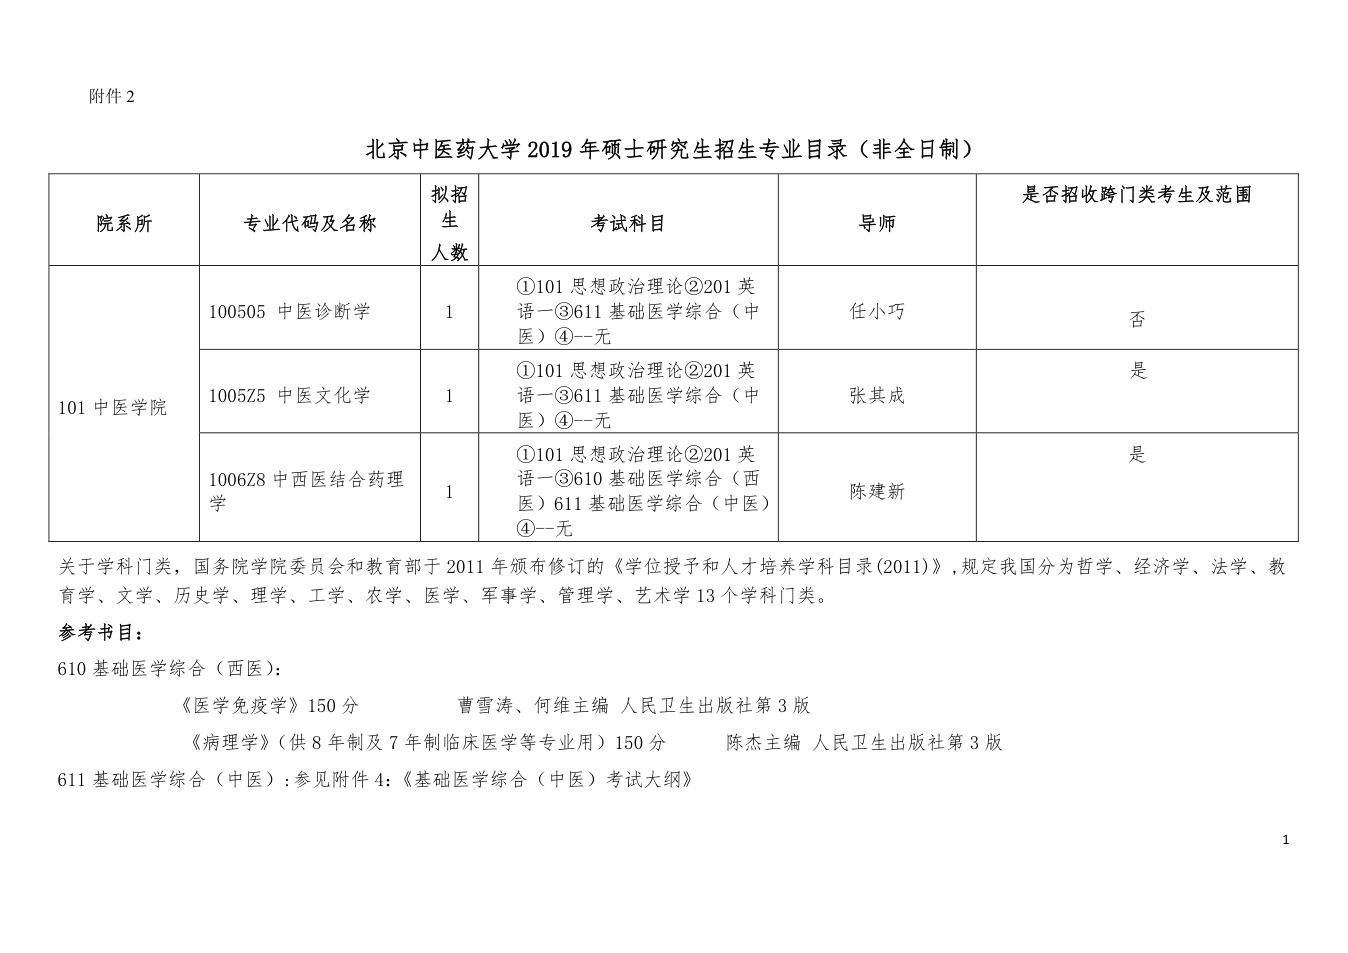 附件 2
北京中医药大学 2019 年硕士研究生招生专业目录（非全日制）
院系所
专业代码及名称
拟招
生
人数
考试科目
导师
是否招收跨门类考生及范围
101 中医学院
100505 中医诊断学
1
①101 思想政治理论②201 英
语一③611 基础医学综合（中
医）④--无
任小巧
否
1005Z5 中医文化学
1
①101 思想政治理论②201 英
语一③611 基础医学综合（中
医）④--无
张其成
是
1006Z8 中西医结合药理
学
1
①101 思想政治理论②201 英
语一③610 基础医学综合（西
医）611 基础医学综合（中医）
④--无
陈建新
是
关于学科门类，国务院学院委员会和教育部于 2011 年颁布修订的《学位授予和人才培养学科目录(2011)》,规定我国分为哲学、经济学、法学、教
育学、文学、历史学、理学、工学、农学、医学、军事学、管理学、艺术学 13 个学科门类。
参考书目：
610 基础医学综合（西医）：
《医学免疫学》150 分 曹雪涛、何维主编 人民卫生出版社第 3 版
《病理学》（供 8 年制及 7 年制临床医学等专业用）150 分 陈杰主编 人民卫生出版社第 3 版
611 基础医学综合（中医）:参见附件 4：《基础医学综合（中医）考试大纲》
1